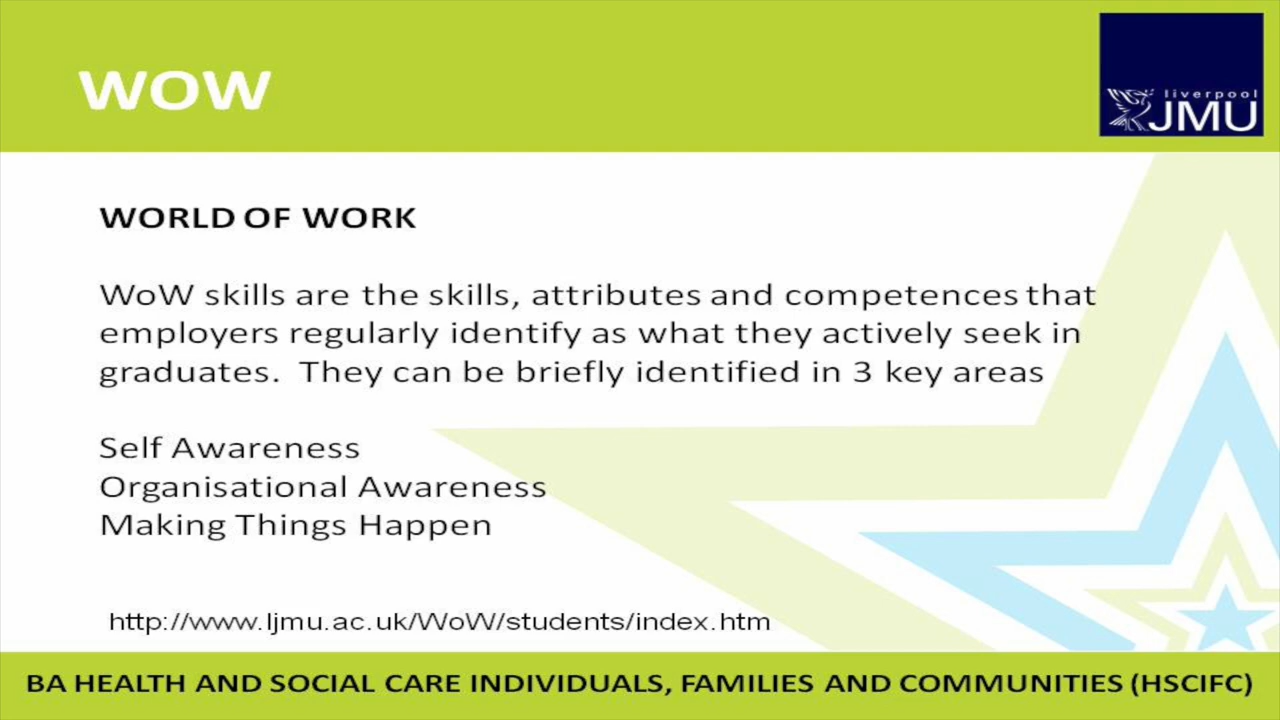 WOW
liverpool
JMU
WORLD OF WORK
WoW skills are the skills, attributes and competences that
employers regularly identify as what they actively seek in
graduates.  They can be briefly identified in 3 key areas
Self Awareness
Organisational Awareness
Making Things Happen
http://www.ljmu.ac.uk/WoW/students/index.htm
BA HEALTH AND SOCIAL CARE INDIVIDUALS, FAMILIES AND COMMUNITIES (HSCIFC)